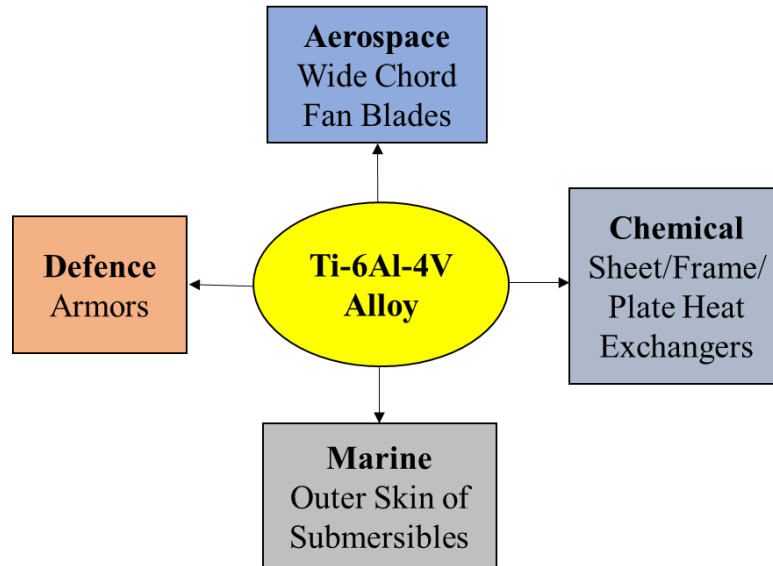 Aerospace
Wide Chord
Fan Blades
Defence
Armors
Ti-6Al-4V
Alloy
Chemical
Sheet/Frame/
Plate Heat
Exchangers
Marine
Outer Skin of
Submersibles